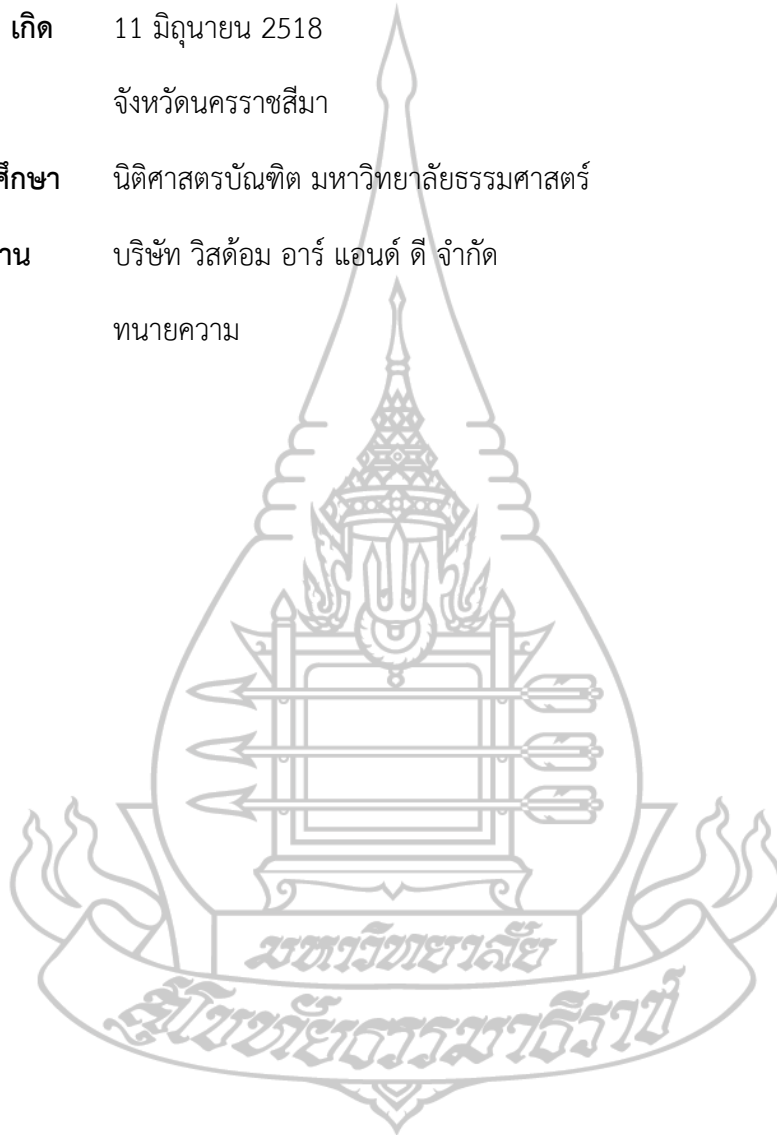 เกิด 11 มิถุนายน 2518
จังหวัดนครราชสีมา
ศึกษา นิติศาสตรบัณฑิต มหาวิทยาลัยธรรมศาสตร์
าน บริษัท วิสด้อม อาร์ แอนด์ ดี จำกัด
ทนายความ
มหาวิทยาลัย
สุโขทัยธรรมาธิราช